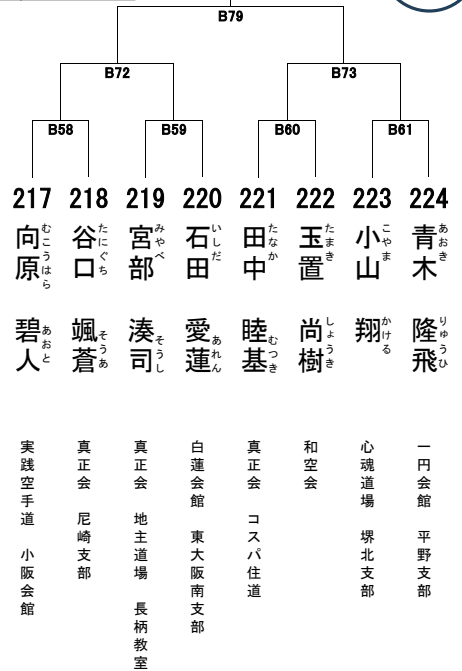 B79
B72
B73
B58
B59
B60
B61
217
218
219
220
221
222
223
224
向原 碧人
むこうはら あおと
谷口 颯蒼
たにぐち そうあ
宮部 湊司
みやべ そうし
石田 愛蓮
いしだ あれん
田中 睦基
たなか むつき
玉置 尚樹
たまき しょうき
小山 翔
こやま かける
青木 隆飛
あおき りゅうひ
実践空手道 小阪会館
真正会 尼崎支部
真正会 地主道場 長柄教室
白蓮会館 東大阪南支部
真正会 コスパ住道
和空会
心魂道場 堺北支部
一円会館 平野支部